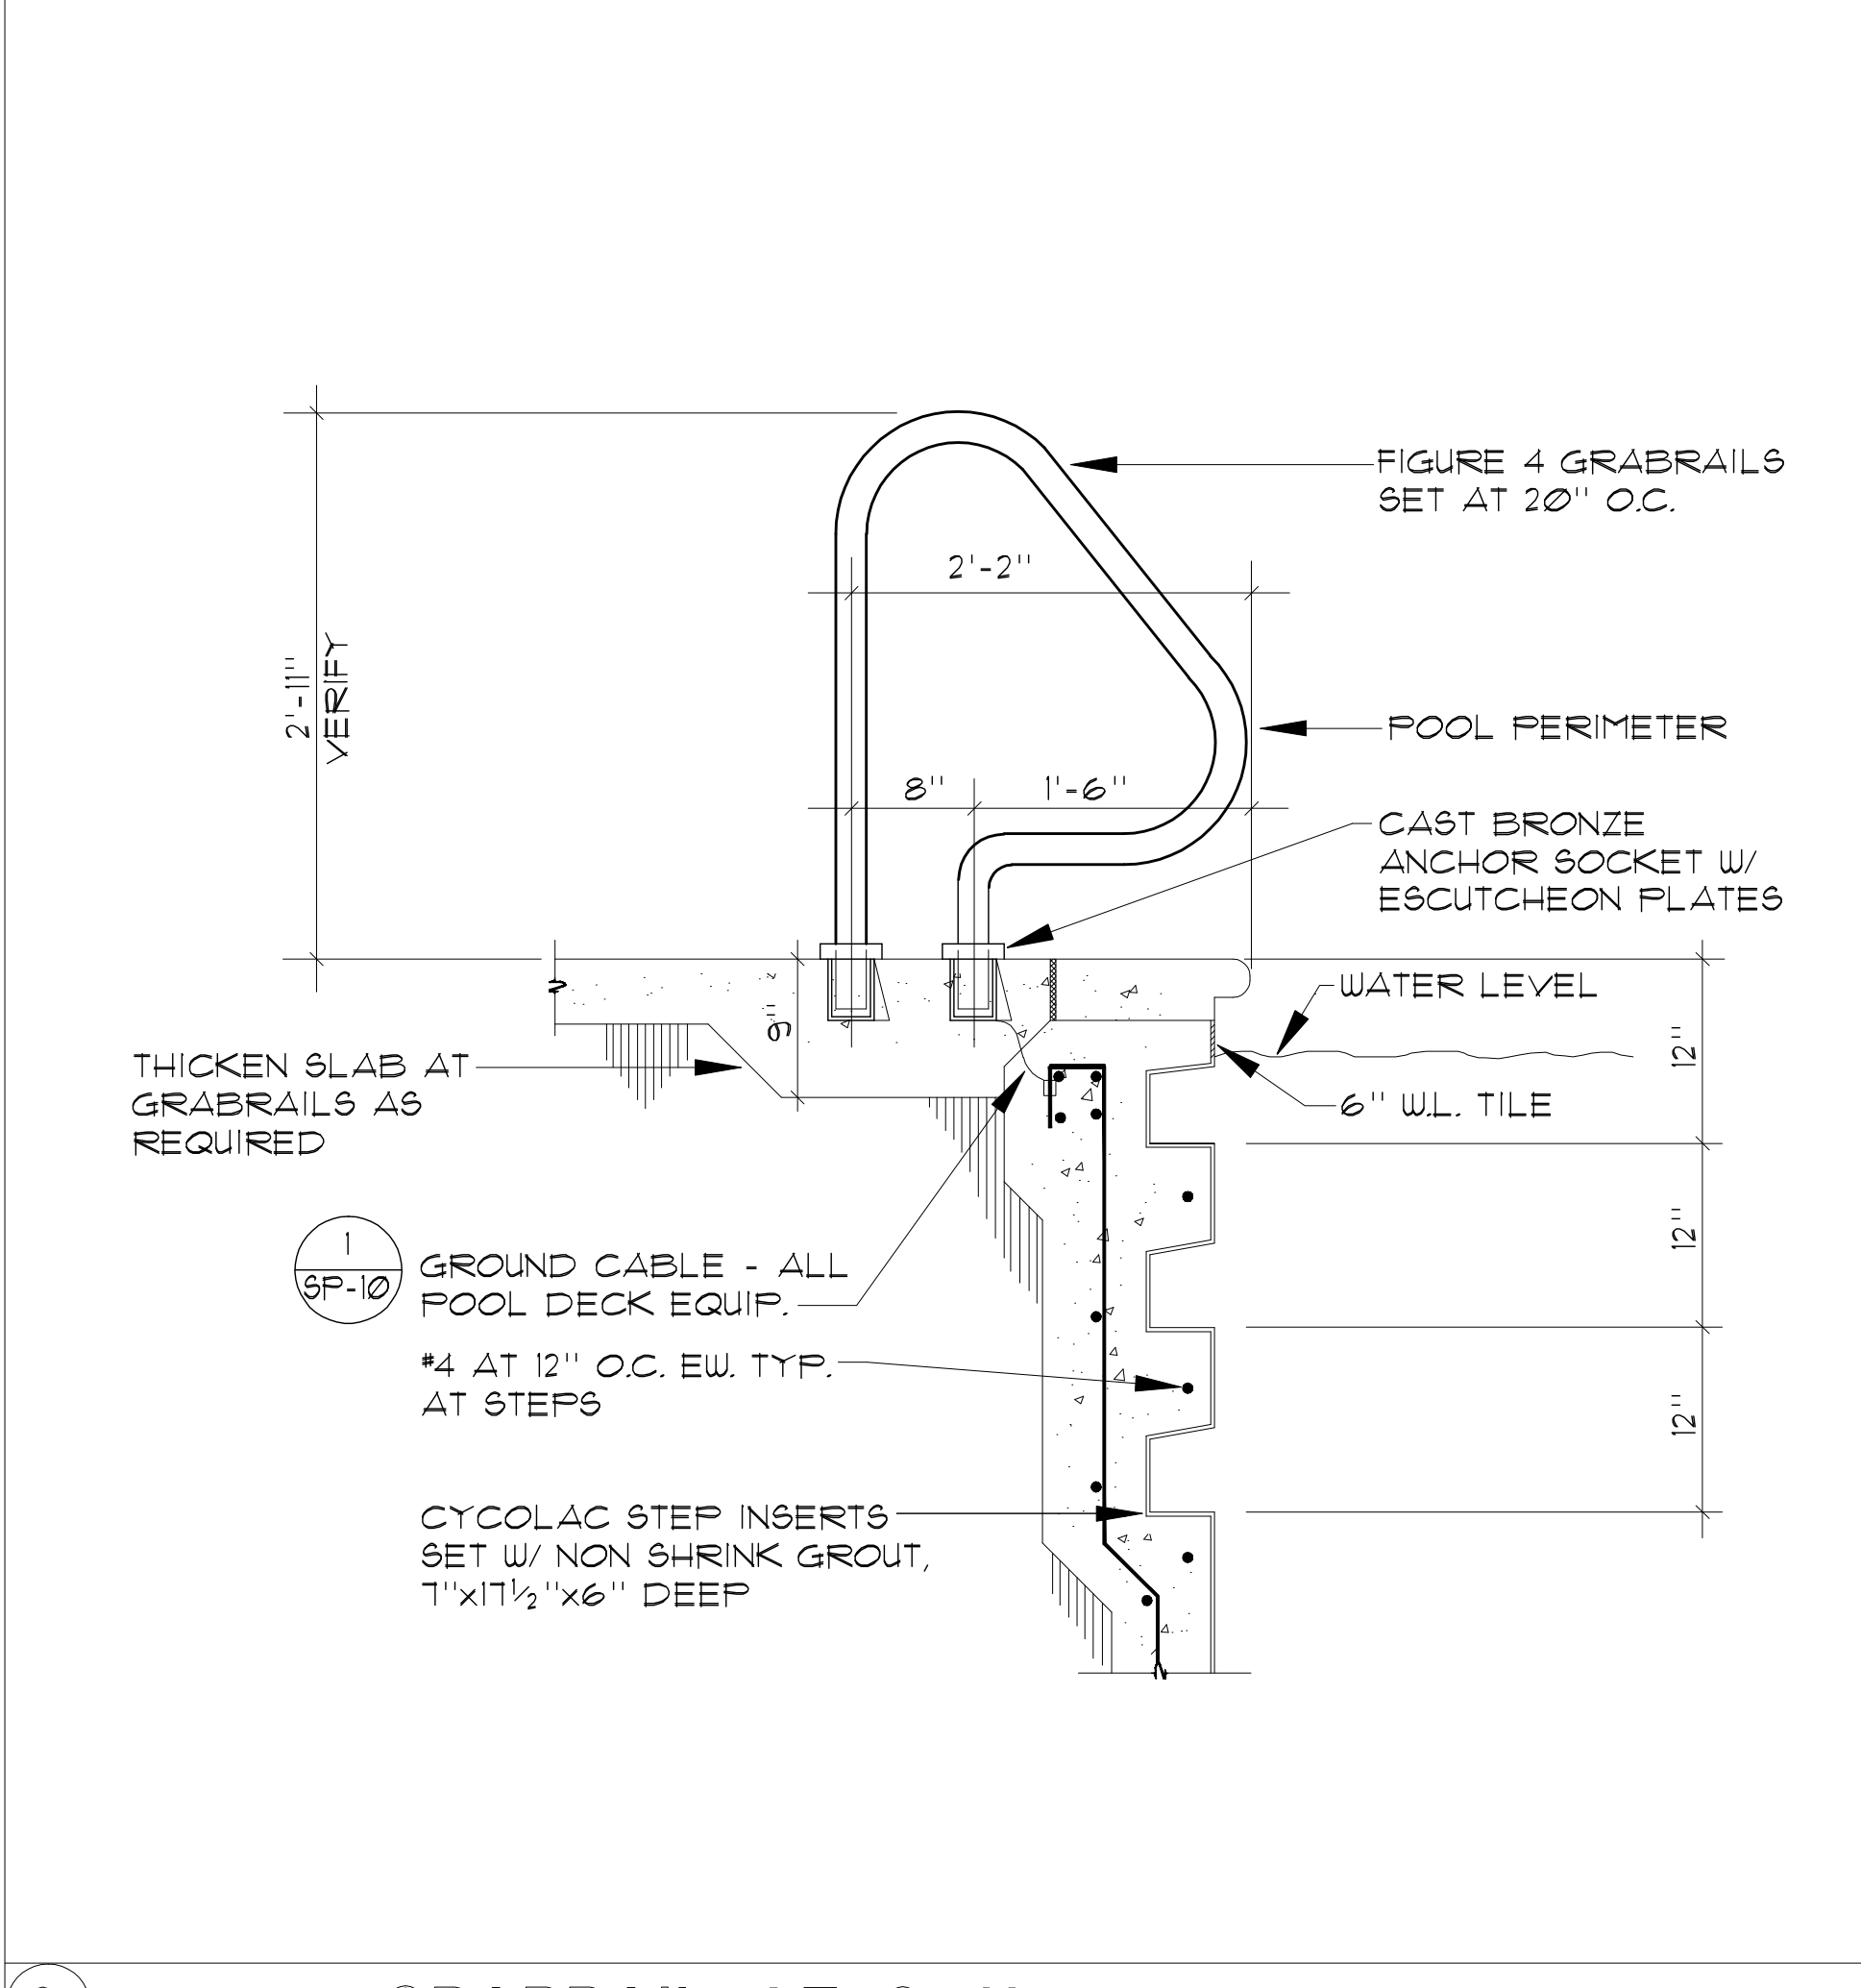 FIGURE 4 GRABRAILS
SET AT 20" O.C.
2'-2"
2'-11"
VERIFY
POOL PERIMETER
8"
1'-6"
CAST BRONZE
ANCHOR SOCKET W/
ESCUTCHEON PLATES
WATER LEVEL
9"
12"
THICKEN SLAB AT
GRABRAILS AS
REQUIRED
6" W.L. TILE
12"
1
SP-10
GROUND CABLE - ALL
POOL DECK EQUIP.
#4 AT 12" O.C. EW. TYP.
AT STEPS
12"
CYCOLAC STEP INSERTS
SET W/ NON SHRINK GROUT,
7"x17½"x6" DEEP